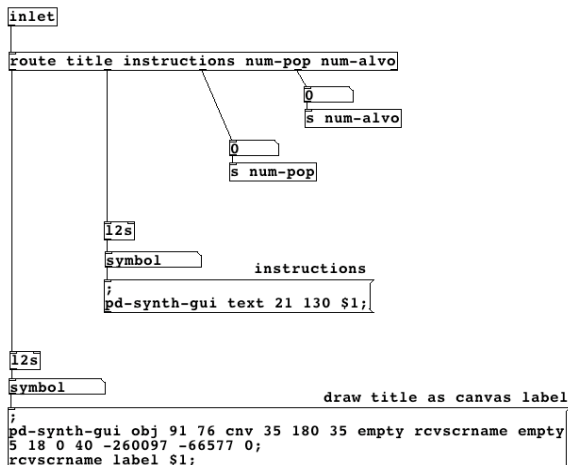 inlet
route title instructions num-pop num-alvo
0
s num-alvo
0
s num-pop
l2s
symbol
instructions
;
pd-synth-gui text 21 130 $1;
l2s
symbol
draw title as canvas label
;
pd-synth-gui obj 91 76 cnv 35 180 35 empty rcvscrname empty
5 18 0 40 -260097 -66577 0;
rcvscrname label $1;